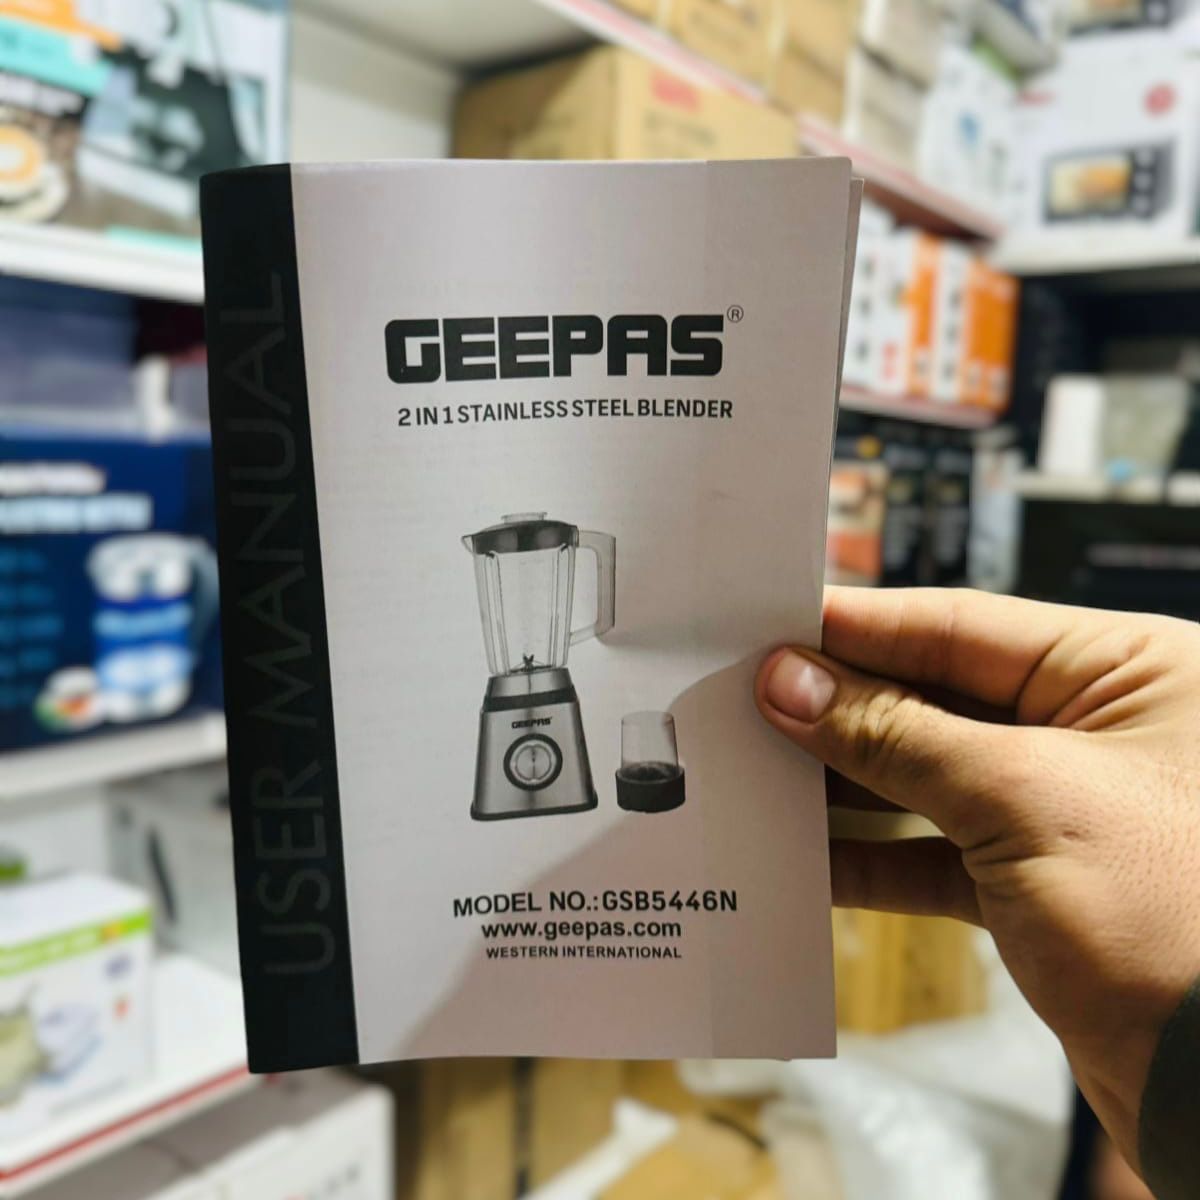 GEEPAS®
2 IN 1 STAINLESS STEEL BLENDER
USER MANUAL
GEEPAS
MODEL NO.:GSB5446N
www.geepas.com
WESTERN INTERNATIONAL